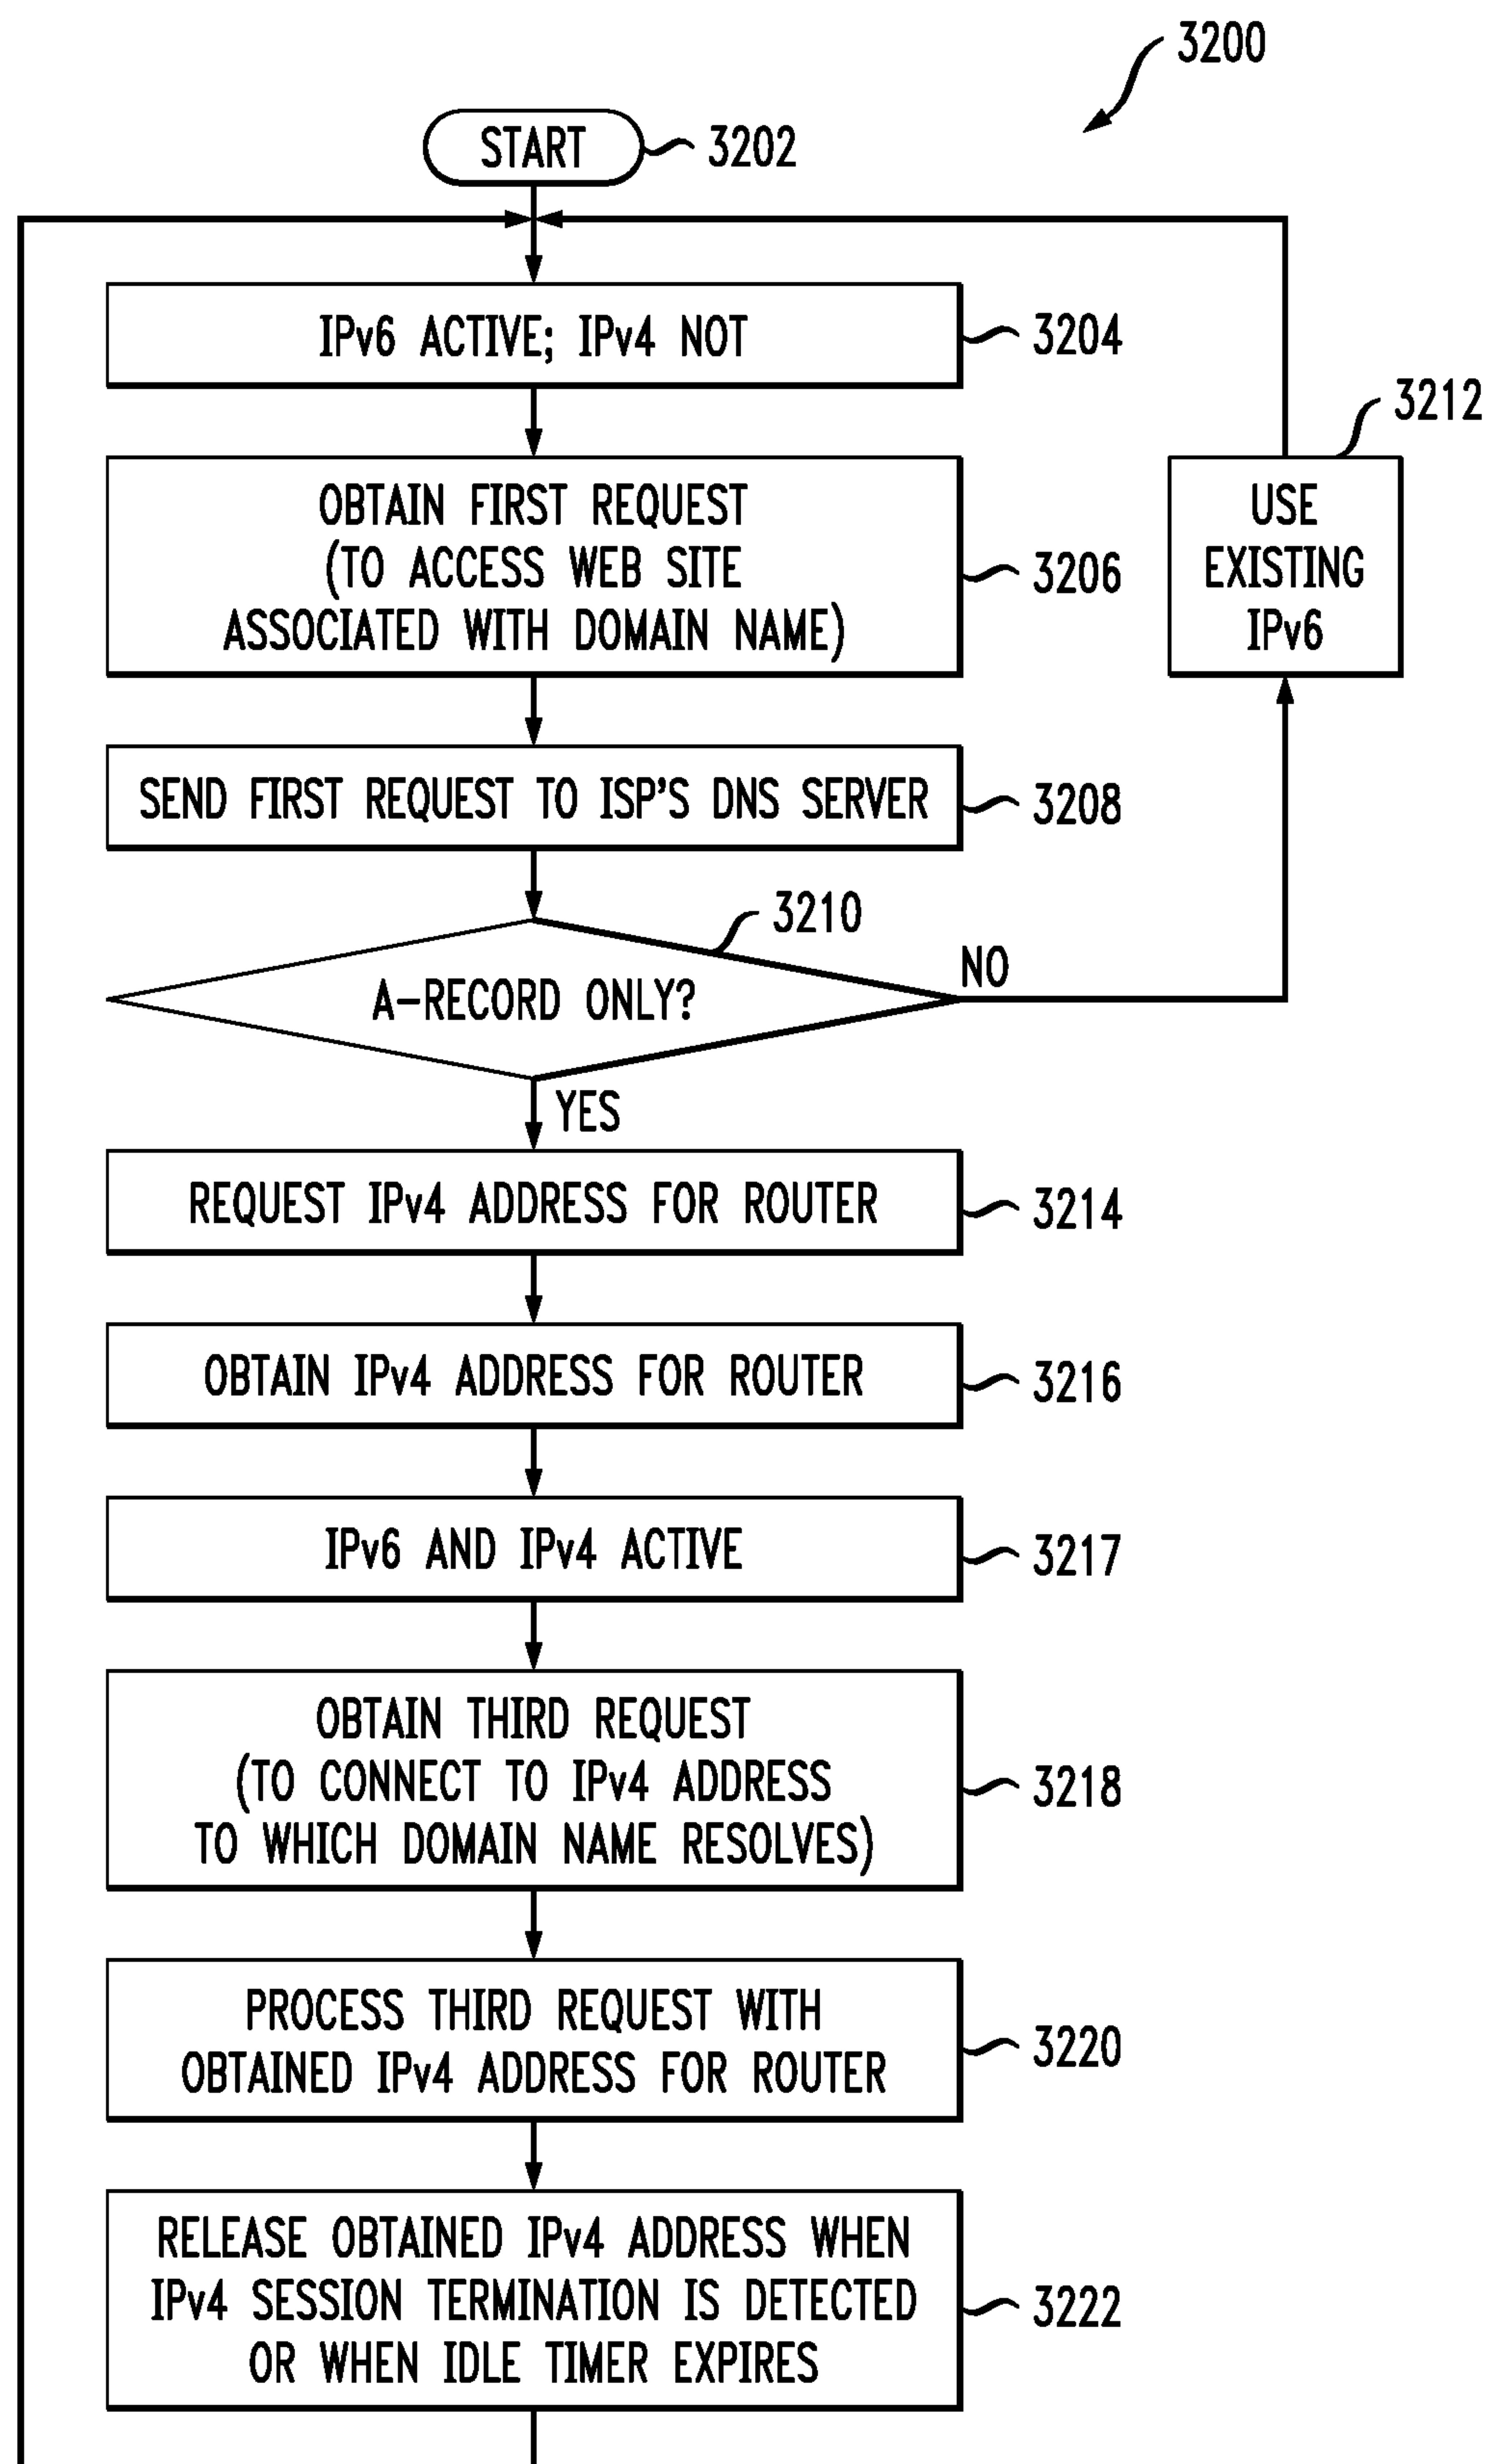 3200
START
3202
IPv6 ACTIVE; IPv4 NOT
3204
3212
OBTAIN FIRST REQUEST
(TO ACCESS WEB SITE
ASSOCIATED WITH DOMAIN NAME)
3206
USE
EXISTING
IPv6
SEND FIRST REQUEST TO ISP'S DNS SERVER
3208
3210
A-RECORD ONLY?
NO
YES
REQUEST IPv4 ADDRESS FOR ROUTER
3214
OBTAIN IPv4 ADDRESS FOR ROUTER
3216
IPv6 AND IPv4 ACTIVE
3217
OBTAIN THIRD REQUEST
(TO CONNECT TO IPv4 ADDRESS
TO WHICH DOMAIN NAME RESOLVES)
3218
PROCESS THIRD REQUEST WITH
OBTAINED IPv4 ADDRESS FOR ROUTER
3220
RELEASE OBTAINED IPv4 ADDRESS WHEN
IPv4 SESSION TERMINATION IS DETECTED
OR WHEN IDLE TIMER EXPIRES
3222